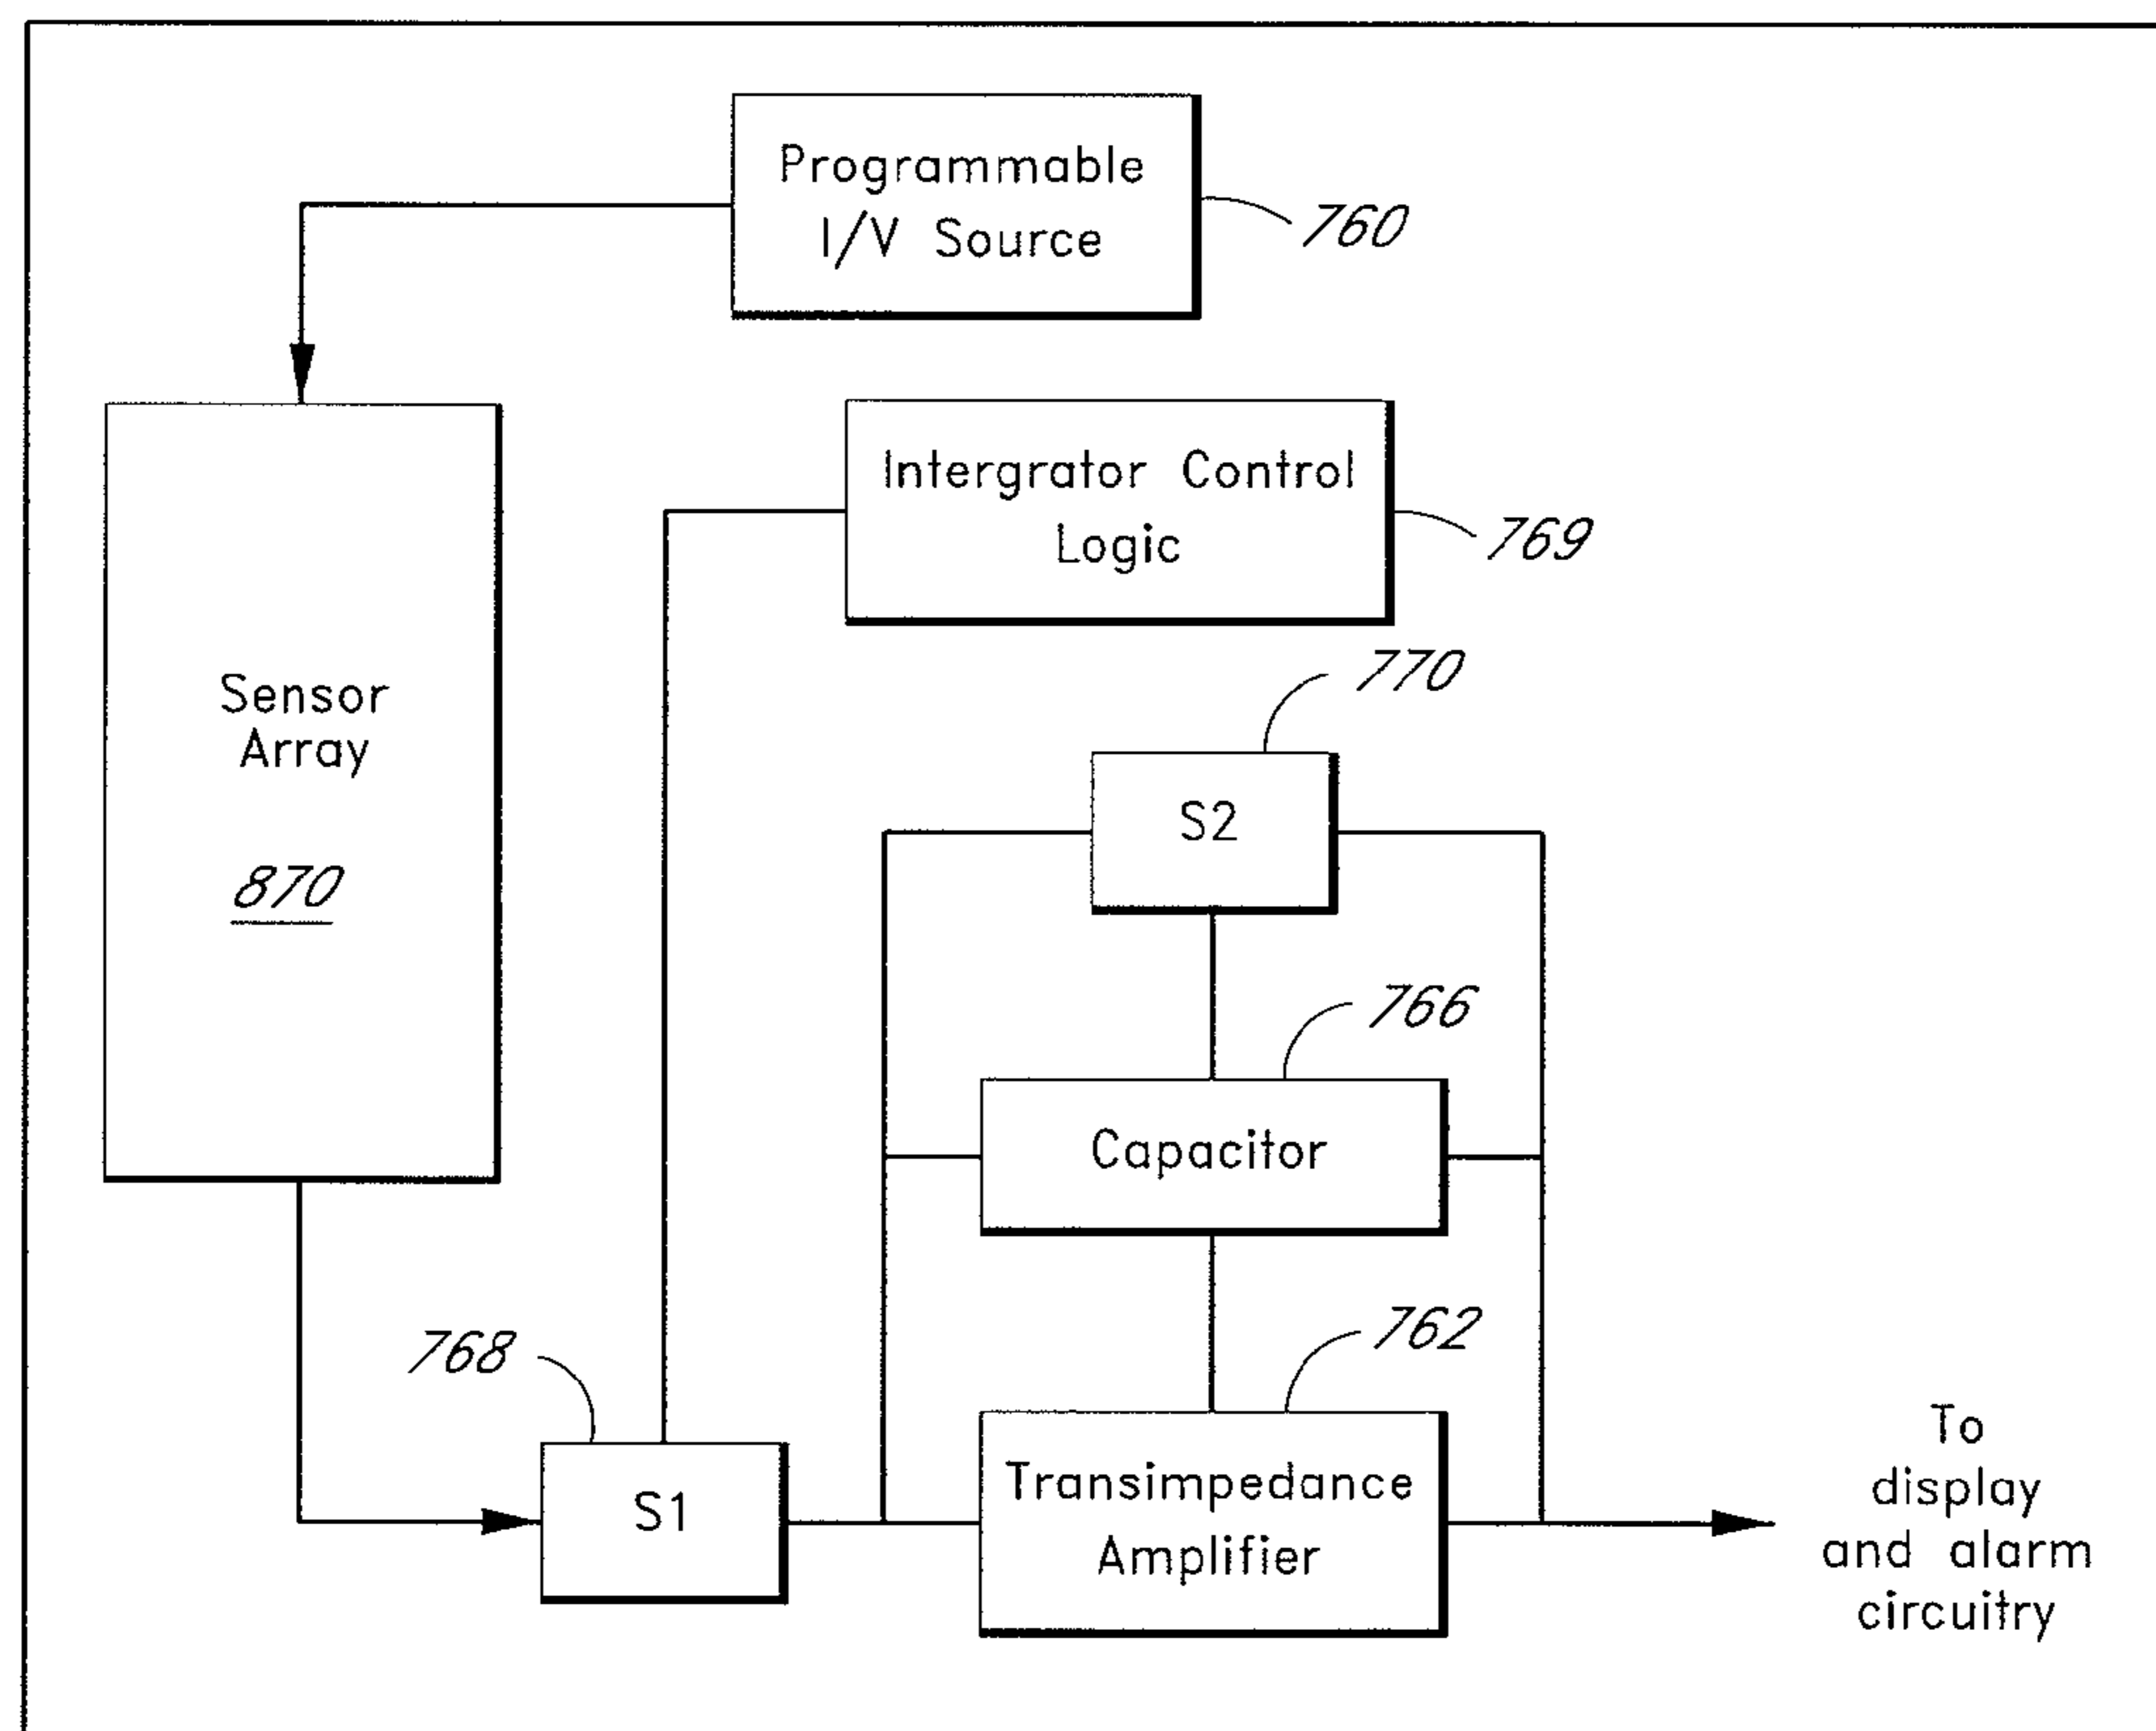 Programmable
I/V Source
760
Intergrator Control
Logic
769
Sensor
Array
870
770
S2
766
Capacitor
768
762
S1
Transimpedance
Amplifier
To
display
and alarm
circuitry